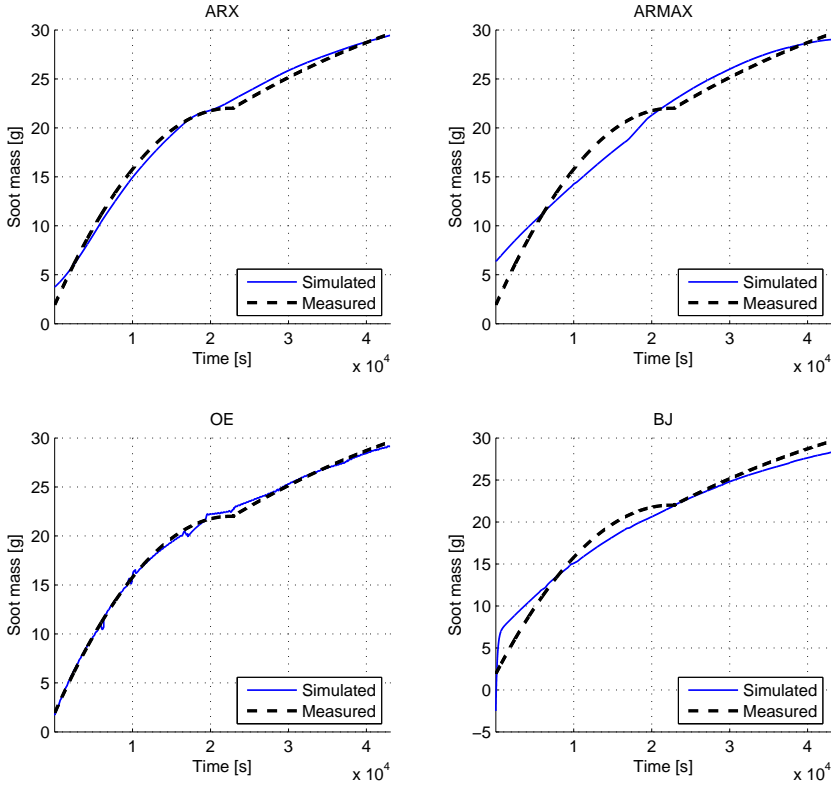 ARX
30
25
20
15
10
5
0
Soot mass [g]
1 2 3 4
Time [s]
x 10^4
Simulated
Measured
ARMAX
30
25
20
15
10
5
0
Soot mass [g]
1 2 3 4
Time [s]
x 10^4
Simulated
Measured
OE
30
25
20
15
10
5
0
Soot mass [g]
1 2 3 4
Time [s]
x 10^4
Simulated
Measured
BJ
30
25
20
15
10
5
0
−5
Soot mass [g]
1 2 3 4
Time [s]
x 10^4
Simulated
Measured